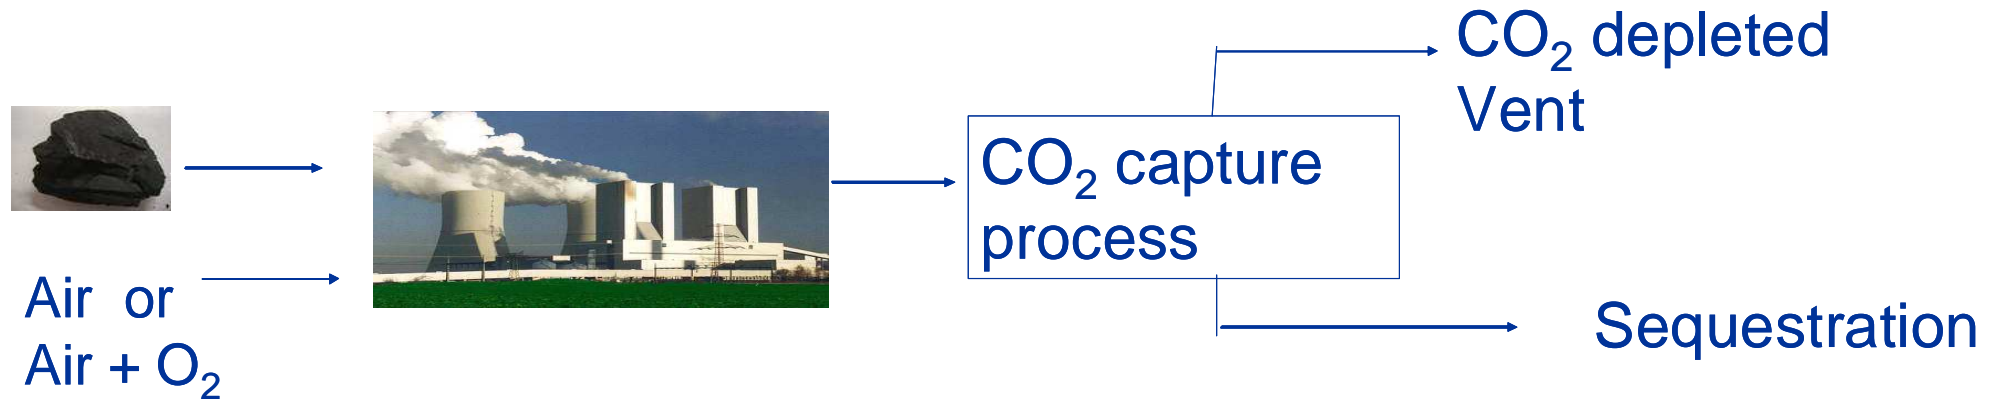 CO₂ depleted
Vent
CO₂ capture
process
Air or
Air + O₂
Sequestration